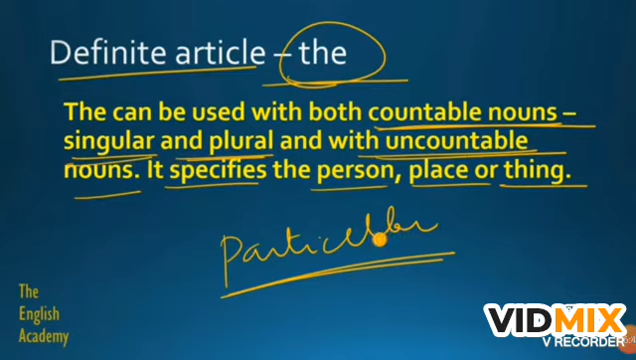 Definite article – the
The can be used with both countable nouns –
singular and plural and with uncountable
nouns. It specifies the person, place or thing.
Particular
The
English
Academy
VIDMIX
V RECORDER